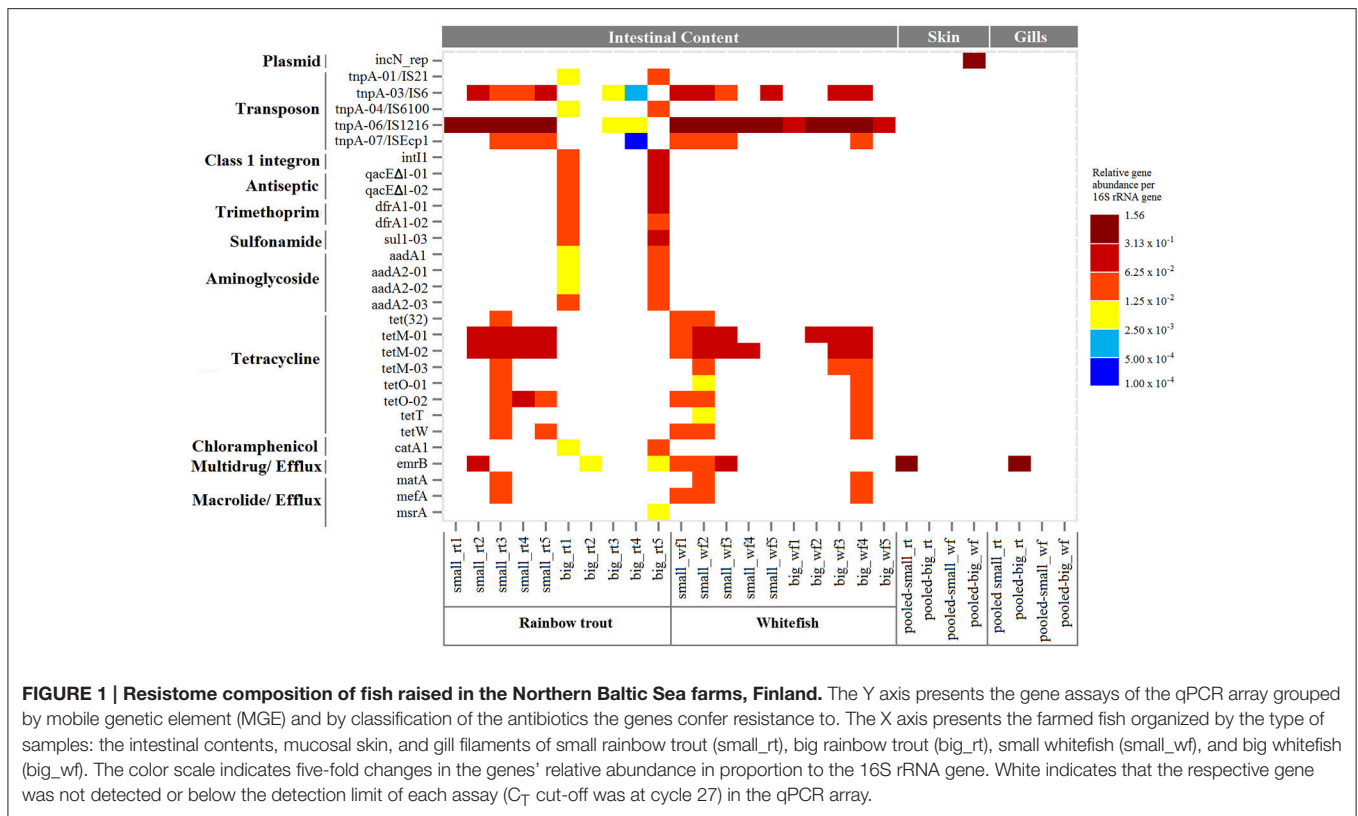 Intestinal Content Skin Gills
Plasmid
Transposon
Class 1 integron
Antiseptic
Trimethoprim
Sulfonamide
Aminoglycoside
Tetracycline
Chloramphenicol
Multidrug/ Efflux
Macrolide/ Efflux
incN_rep
tnpA-01/IS21
tnpA-03/IS6
tnpA-04/IS6100
tnpA-06/IS1216
tnpA-07/ISEcp1
intI1
qacEΔ1-01
qacEΔ1-02
dfrA1-01
dfrA1-02
sul1-03
aadA1
aadA2-01
aadA2-02
aadA2-03
tet(32)
tetM-01
tetM-02
tetM-03
tetO-01
tetO-02
tetT
tetW
catA1
emrB
matA
mefA
msrA
Relative gene
abundance per
16S rRNA gene
1.56
3.13 x 10⁻¹
6.25 x 10⁻²
1.25 x 10⁻²
2.50 x 10⁻³
5.00 x 10⁻⁴
1.00 x 10⁻⁴
small_rt1
small_rt2
small_rt3
small_rt4
small_rt5
big_rt1
big_rt2
big_rt3
big_rt4
big_rt5
small_wf1
small_wf2
small_wf3
small_wf4
small_wf5
big_wf1
big_wf2
big_wf3
big_wf4
big_wf5
pooled-small_rt
pooled-big_rt
pooled-small_wf
pooled-big_wf
pooled small_rt
pooled-big_rt
pooled-small_wf
pooled-big_wf
Rainbow trout
Whitefish
FIGURE 1 | Resistome composition of fish raised in the Northern Baltic Sea farms, Finland. The Y axis presents the gene assays of the qPCR array grouped
by mobile genetic element (MGE) and by classification of the antibiotics the genes confer resistance to. The X axis presents the farmed fish organized by the type of
samples: the intestinal contents, mucosal skin, and gill filaments of small rainbow trout (small_rt), big rainbow trout (big_rt), small whitefish (small_wf), and big whitefish
(big_wf). The color scale indicates five-fold changes in the genes' relative abundance in proportion to the 16S rRNA gene. White indicates that the respective gene
was not detected or below the detection limit of each assay (C_T cut-off was at cycle 27) in the qPCR array.